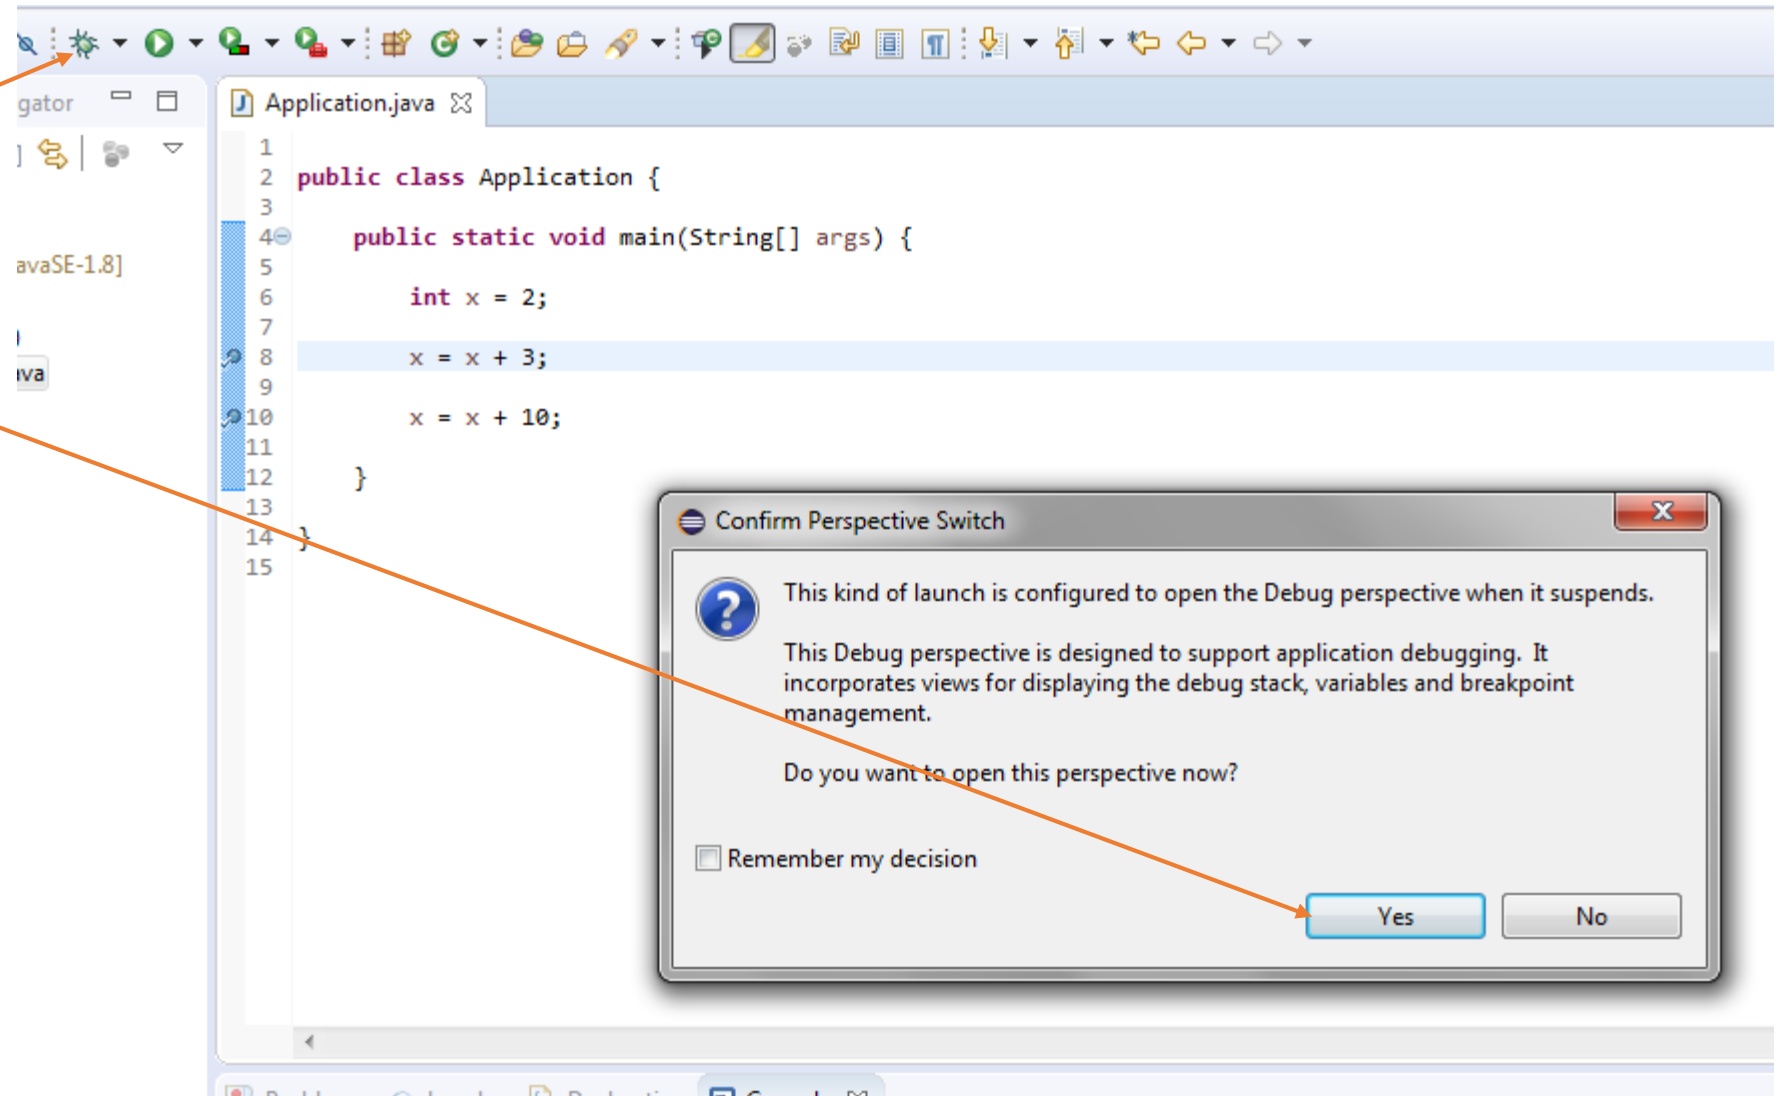 gator
Application.java
1
2 public class Application {
3
4 public static void main(String[] args) {
avaSE-1.8]
5
6 int x = 2;
7
8 x = x + 3;
ava
9
10 x = x + 10;
11
12 }
13
14 }
15
Confirm Perspective Switch
This kind of launch is configured to open the Debug perspective when it suspends.
This Debug perspective is designed to support application debugging. It
incorporates views for displaying the debug stack, variables and breakpoint
management.
Do you want to open this perspective now?
Remember my decision
Yes No